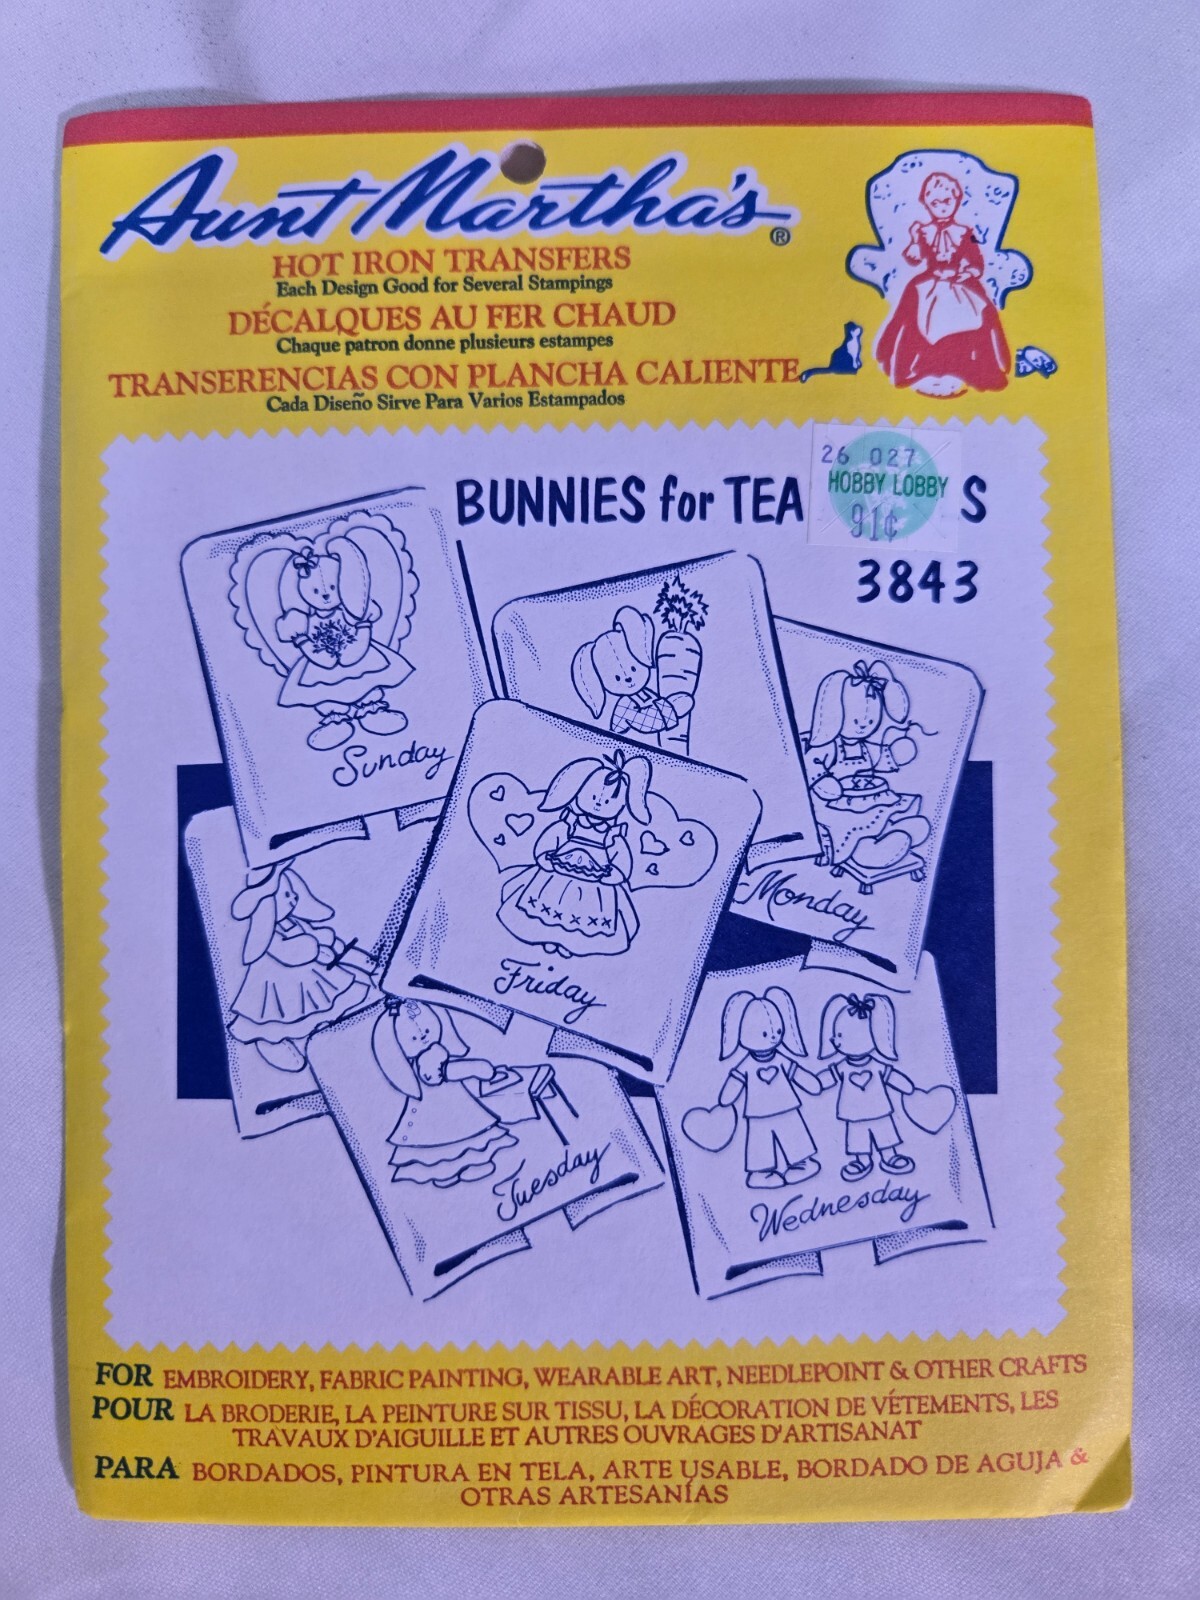 Aunt Martha's®
HOT IRON TRANSFERS
Each Design Good for Several Stampings
DÉCALQUES AU FER CHAUD
Chaque patron donne plusieurs estampes
TRANSERENCIAS CON PLANCHA CALIENTE
Cada Diseño Sirve Para Varios Estampados
26 027
HOBBY LOBBY
91¢
BUNNIES for TEA S
3843
Sunday
Monday
Friday
Tuesday
Wednesday
FOR EMBROIDERY, FABRIC PAINTING, WEARABLE ART, NEEDLEPOINT & OTHER CRAFTS
POUR LA BRODERIE, LA PEINTURE SUR TISSU, LA DÉCORATION DE VÉTEMENTS, LES
TRAVAUX D'AIGUILLE ET AUTRES OUVRAGES D'ARTISANAT
PARA BORDADOS, PINTURA EN TELA, ARTE USABLE, BORDADO DE AGUJA &
OTRAS ARTESANÍAS